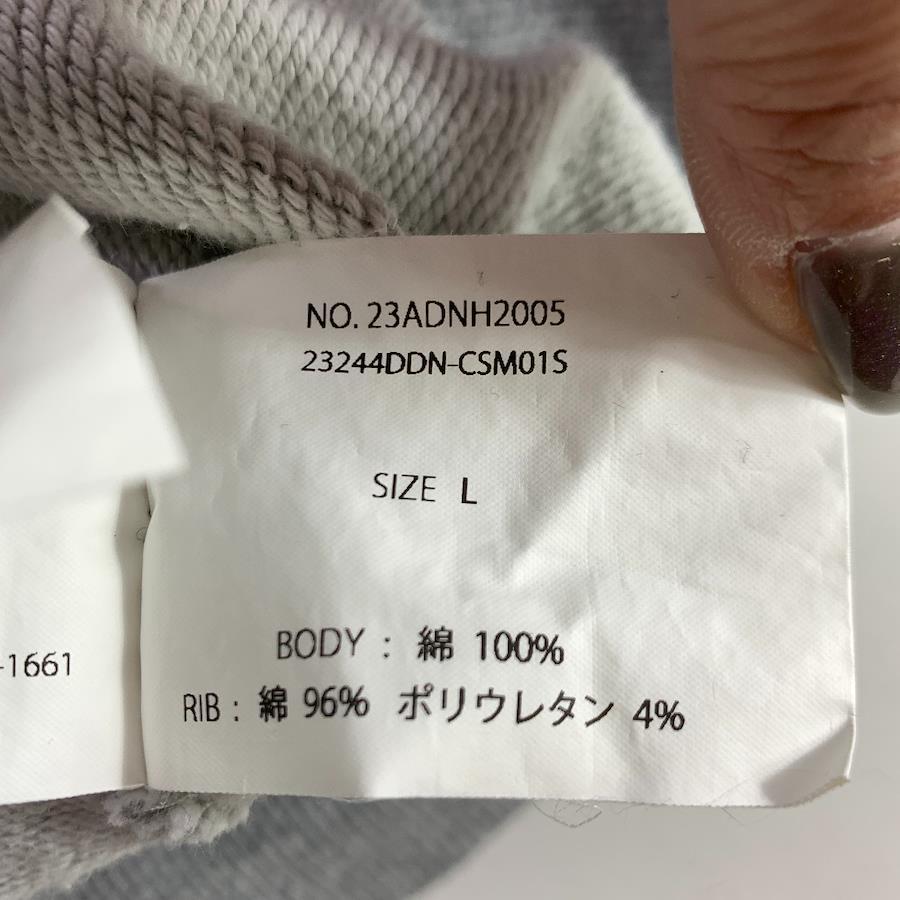 NO. 23ADNH2005
23244DDN-CSM01S
SIZE L
BODY : 綿 100%
RIB : 綿 96% ポリウレタン 4%
-1661